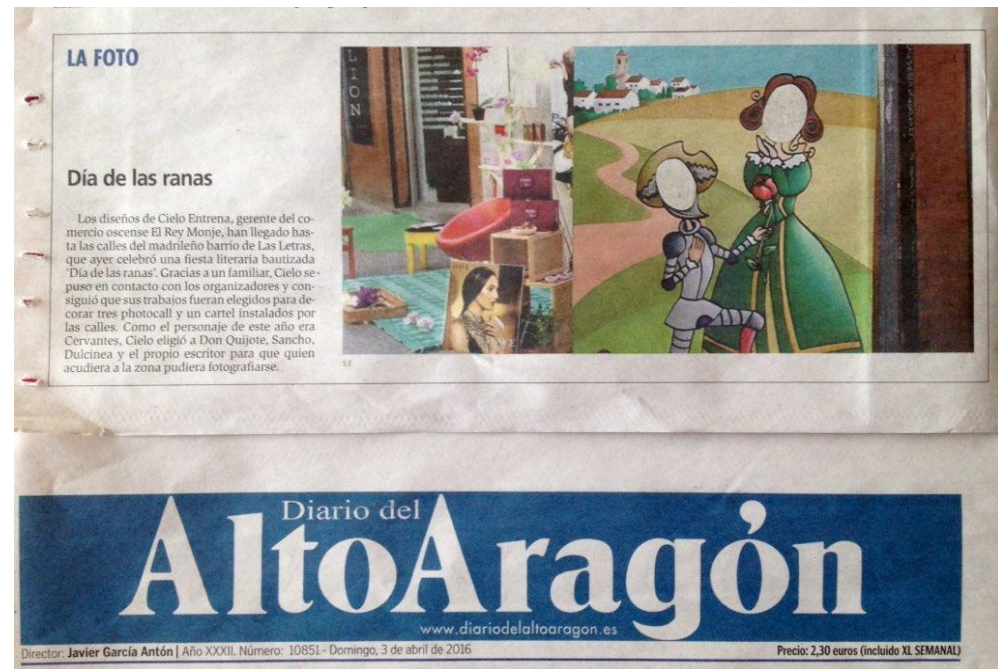 LA FOTO
LION
Día de las ranas
Los diseños de Cielo Entrena, gerente del co-
mercio oscense El Rey Monje, han llegado has-
ta las calles del madrileño barrio de Las Letras,
que ayer celebró una fiesta literaria bautizada
‘Día de las ranas’. Gracias a un familiar, Cielo se
puso en contacto con los organizadores y con-
siguió que sus trabajos fueran elegidos para de-
corar tres photocall y un cartel instalados por
las calles. Como el personaje de este año era
Cervantes, Cielo eligió a Don Quijote, Sancho,
Dulcinea y el propio escritor para que quien
acudiera a la zona pudiera fotografiarse.
SE
Diario del
AltoAragón
www.diariodelaltoaragon.es
Director: Javier García Antón | Año XXXII. Número: 10851 - Domingo, 3 de abril de 2016
Precio: 2,30 euros (incluido XL SEMANAL)